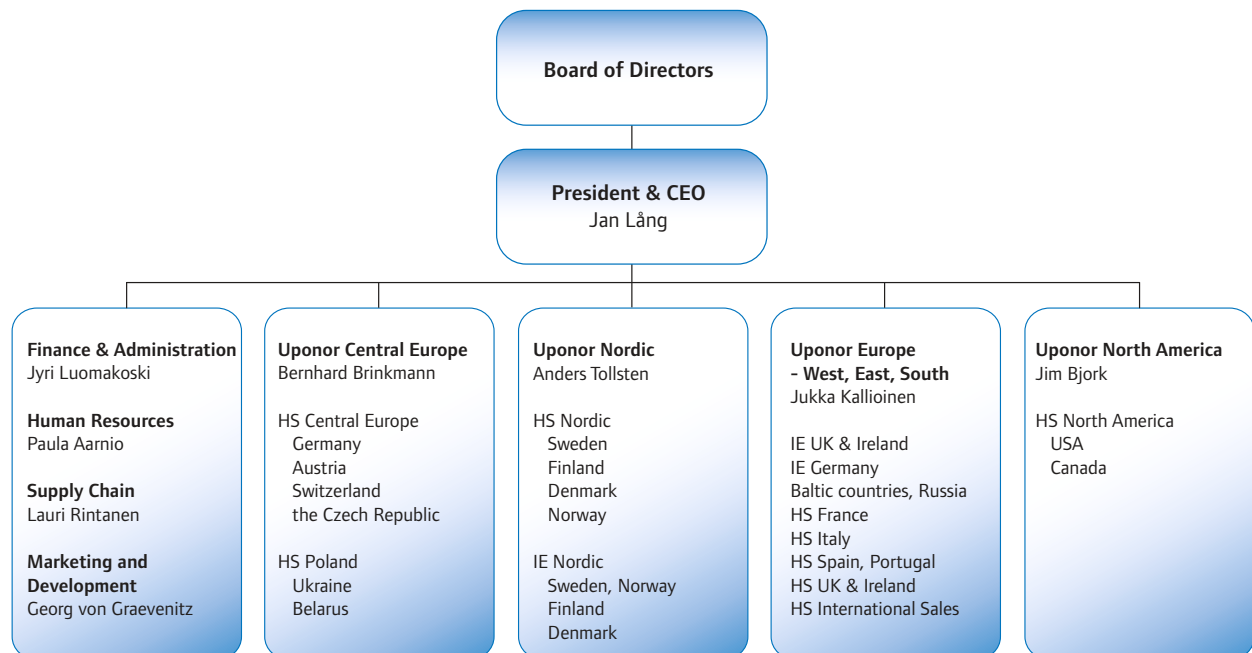 Board of Directors
President & CEO
Jan Lång
Finance & Administration
Jyri Luomakoski
Human Resources
Paula Aarnio
Supply Chain
Lauri Rintanen
Marketing and
Development
Georg von Graevenitz
Uponor Central Europe
Bernhard Brinkmann
HS Central Europe
Germany
Austria
Switzerland
the Czech Republic
HS Poland
Ukraine
Belarus
Uponor Nordic
Anders Tollsten
HS Nordic
Sweden
Finland
Denmark
Norway
IE Nordic
Sweden, Norway
Finland
Denmark
Uponor Europe
- West, East, South
Jukka Kallioinen
IE UK & Ireland
IE Germany
Baltic countries, Russia
HS France
HS Italy
HS Spain, Portugal
HS UK & Ireland
HS International Sales
Uponor North America
Jim Bjork
HS North America
USA
Canada